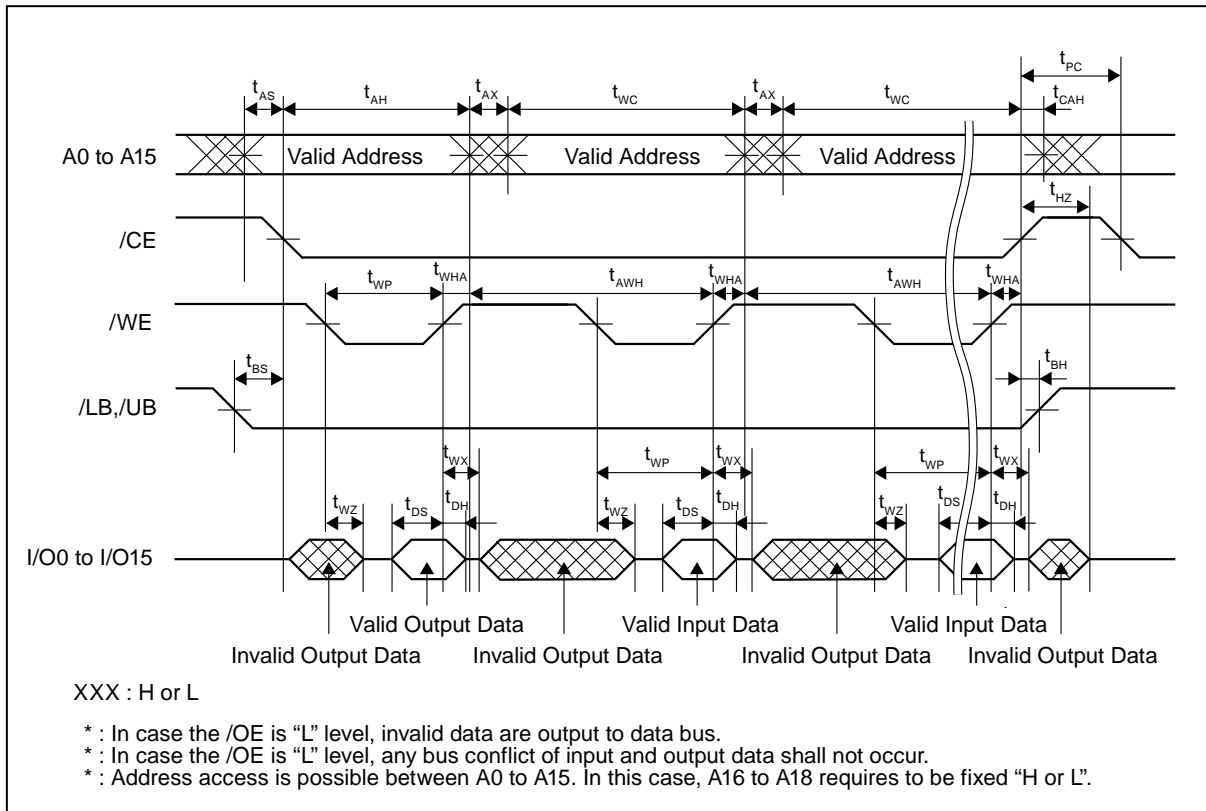 tPC
tAS tAH tAX tWC tAX tWC tCAH
A0 to A15 Valid Address Valid Address Valid Address
tHZ
/CE
tWP tWHA tAWH tWHA tAWH tWHA
/WE
tBS tBH
/LB,/UB
tWX tWP tWX tWP tWX
tWZ tDS tDH tWZ tDS tDH tWZ tDS tDH
I/O0 to I/O15
Valid Output Data Valid Input Data Valid Input Data
Invalid Output Data Invalid Output Data Invalid Output Data Invalid Output Data
XXX : H or L
* : In case the /OE is “L” level, invalid data are output to data bus.
* : In case the /OE is “L” level, any bus conflict of input and output data shall not occur.
* : Address access is possible between A0 to A15. In this case, A16 to A18 requires to be fixed “H or L”.